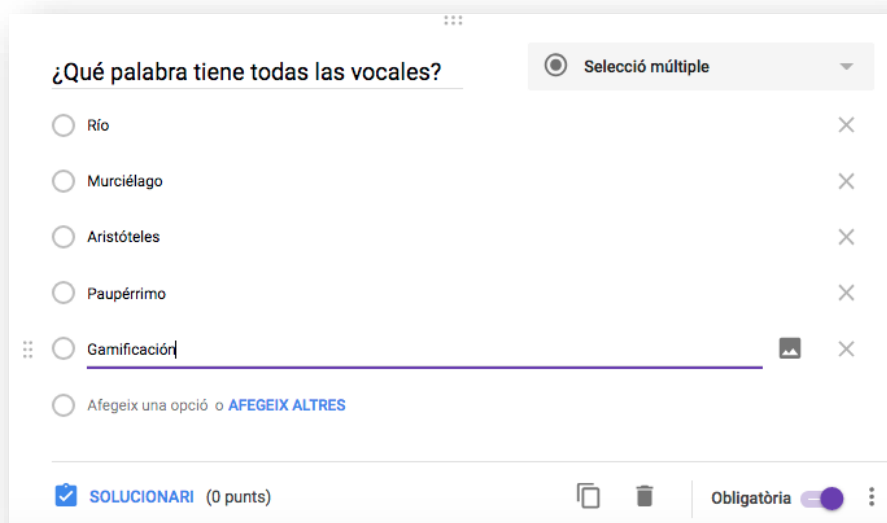 ¿Qué palabra tiene todas las vocales?
Selecció múltiple
Río
Murciélago
Aristóteles
Paupérrimo
Gamificación
Afegeix una opció o AFEGEIX ALTRES
SOLUCIONARI (0 punts)
Obligatòria